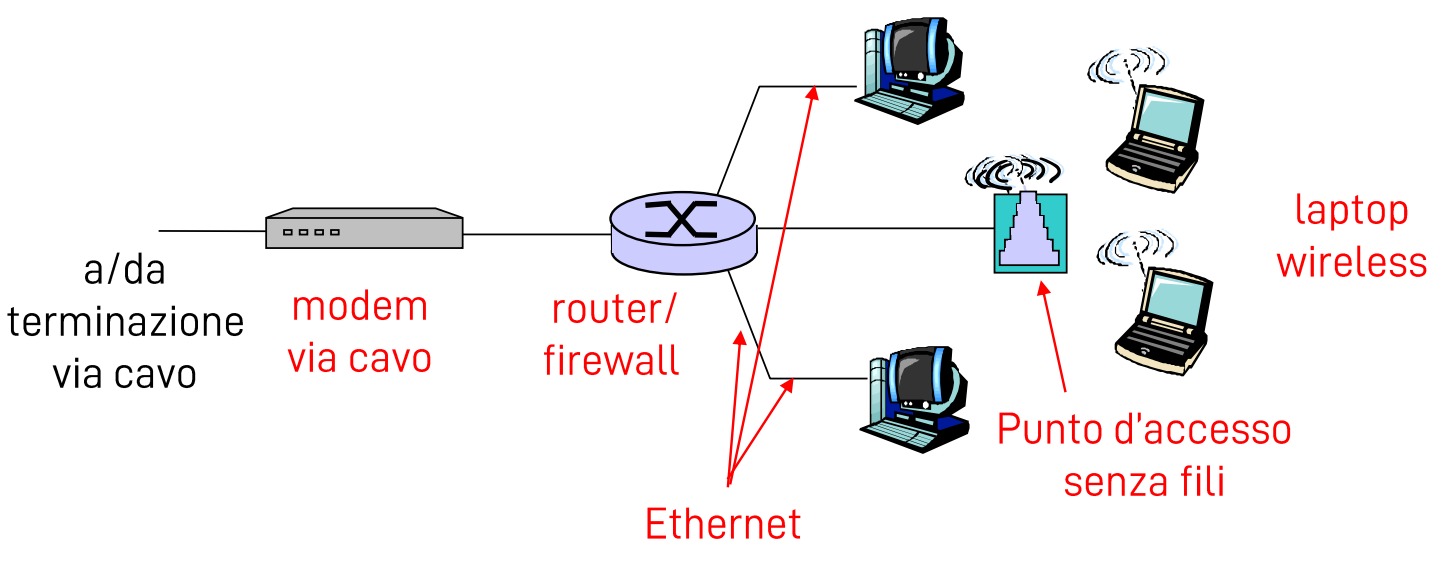 a/da
terminazione
via cavo
modem
via cavo
router/
firewall
Ethernet
Punto d'accesso
senza fili
laptop
wireless